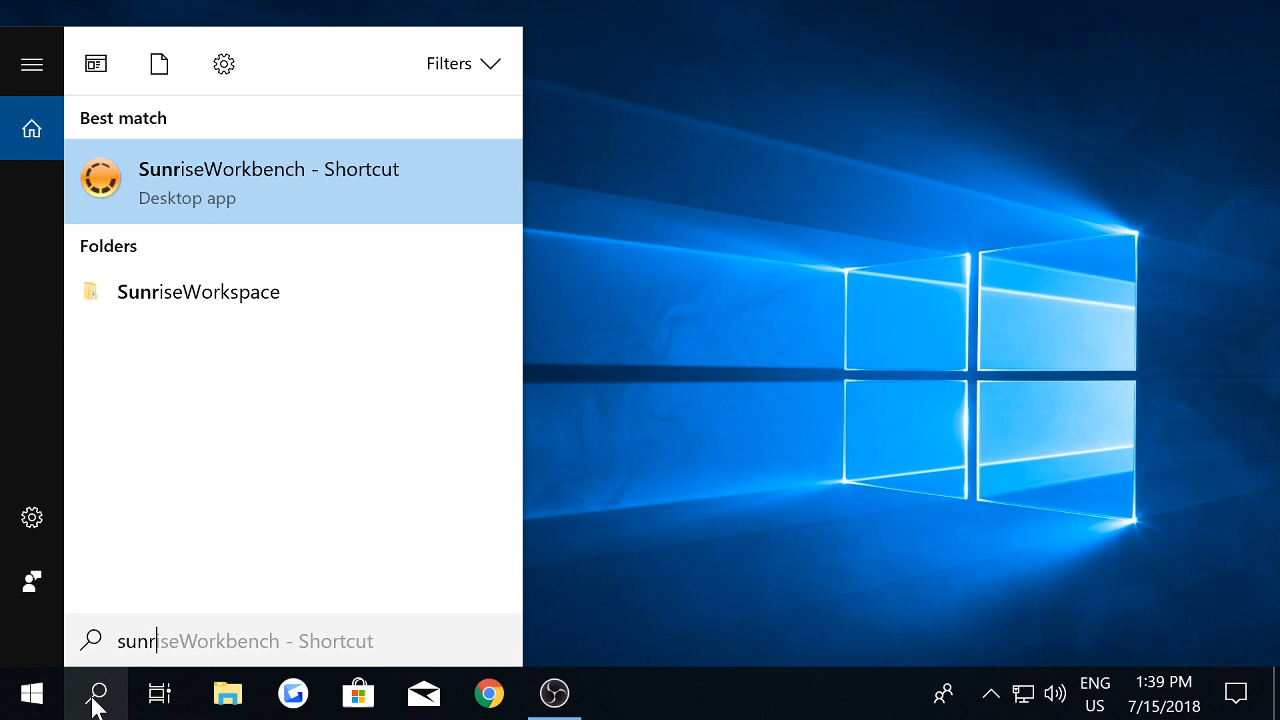 Filters
Best match
SunriseWorkbench - Shortcut
Desktop app
Folders
SunriseWorkspace
sunriseWorkbench - Shortcut
ENG
US
1:39 PM
7/15/2018